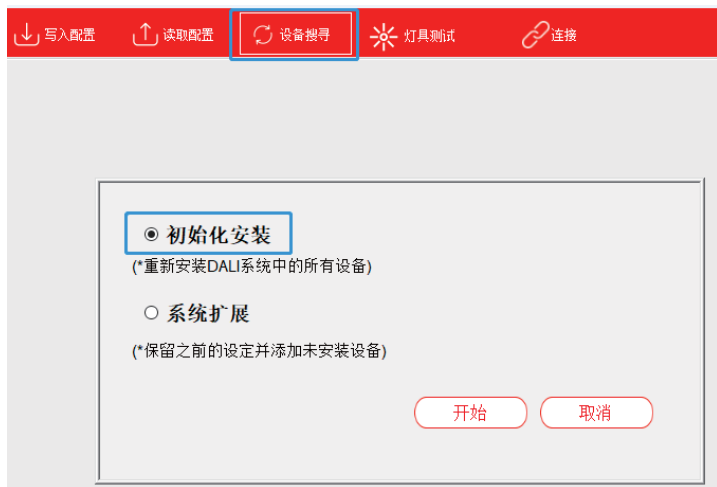 写入配置 读取配置 设备搜寻 灯具测试 连接
初始化安装
(*重新安装DALI系统中的所有设备)
系统扩展
(*保留之前的设定并添加未安装设备)
开始 取消